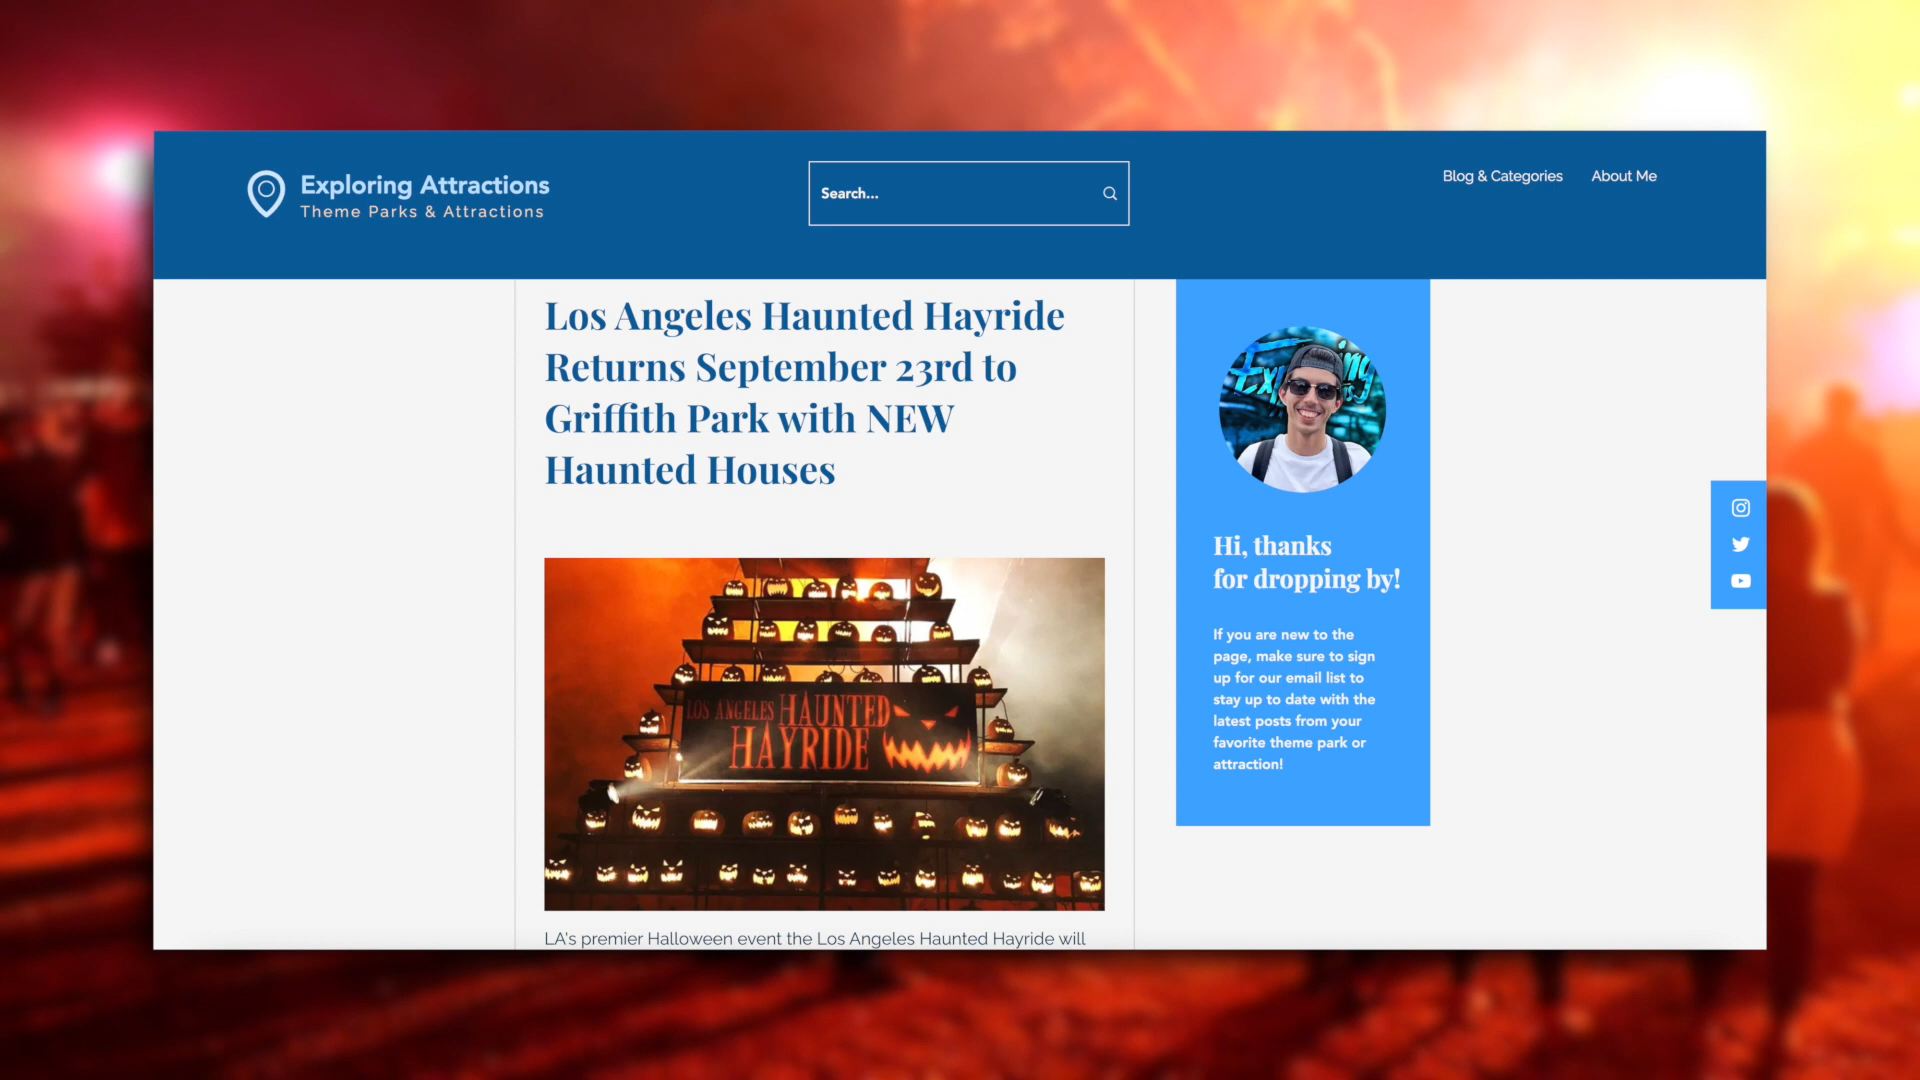 Exploring Attractions
Theme Parks & Attractions
Search...
Blog & Categories
About Me
Los Angeles Haunted Hayride
Returns September 23rd to
Griffith Park with NEW
Haunted Houses
LOS ANGELES HAUNTED
HAYRIDE
LA's premier Halloween event the Los Angeles Haunted Hayride will
Hi, thanks
for dropping by!
If you are new to the
page, make sure to sign
up for our email list to
stay up to date with the
latest posts from your
favorite theme park or
attraction!